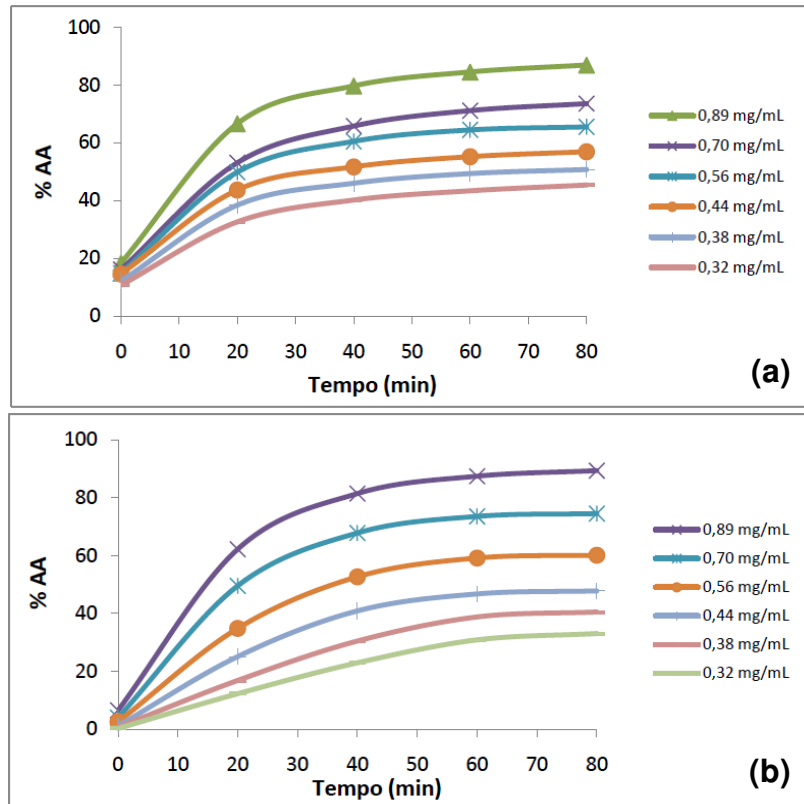 100
80
60
40
20
0
% AA
0 10 20 30 40 50 60 70 80
Tempo (min)
0,89 mg/mL
0,70 mg/mL
0,56 mg/mL
0,44 mg/mL
0,38 mg/mL
0,32 mg/mL
(a)
100
80
60
40
20
0
% AA
0 10 20 30 40 50 60 70 80
Tempo (min)
0,89 mg/mL
0,70 mg/mL
0,56 mg/mL
0,44 mg/mL
0,38 mg/mL
0,32 mg/mL
(b)